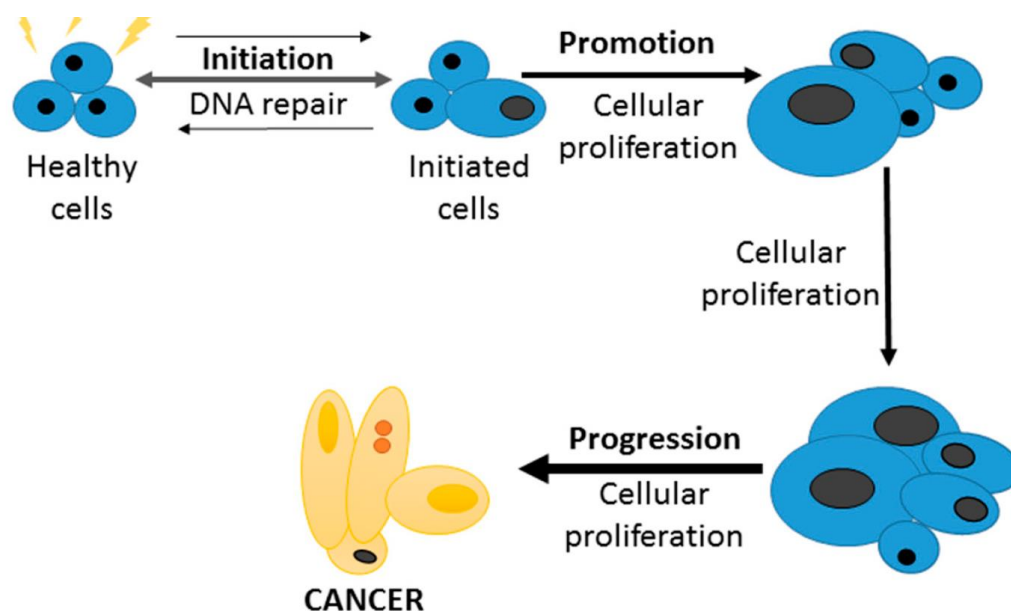 Initiation
DNA repair
Healthy
cells
Initiated
cells
Promotion
Cellular
proliferation
Cellular
proliferation
Progression
Cellular
proliferation
CANCER